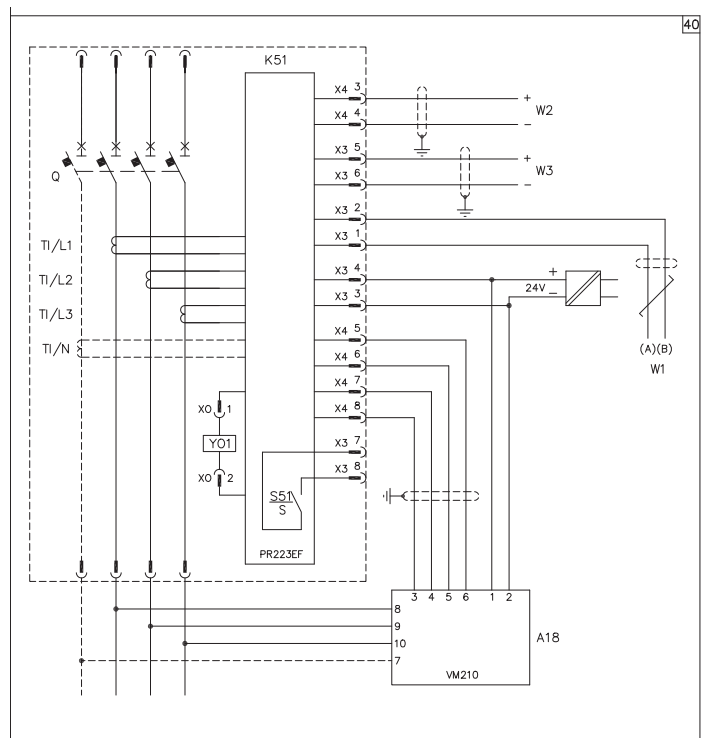 40
K51
X4 3
+
W2
X4 4
−
X3 5
+
W3
X3 6
−
Q
X3 2
X3 1
TI/L1
TI/L2
X3 4
+
24V −
X3 3
TI/L3
TI/N
X4 5
(A)(B)
W1
X4 6
X4 7
X0 1
X4 8
Y01
X3 7
X0 2
X3 8
S51
S
PR223EF
3 4 5 6 1 2
8
9
10
7
A18
VM210